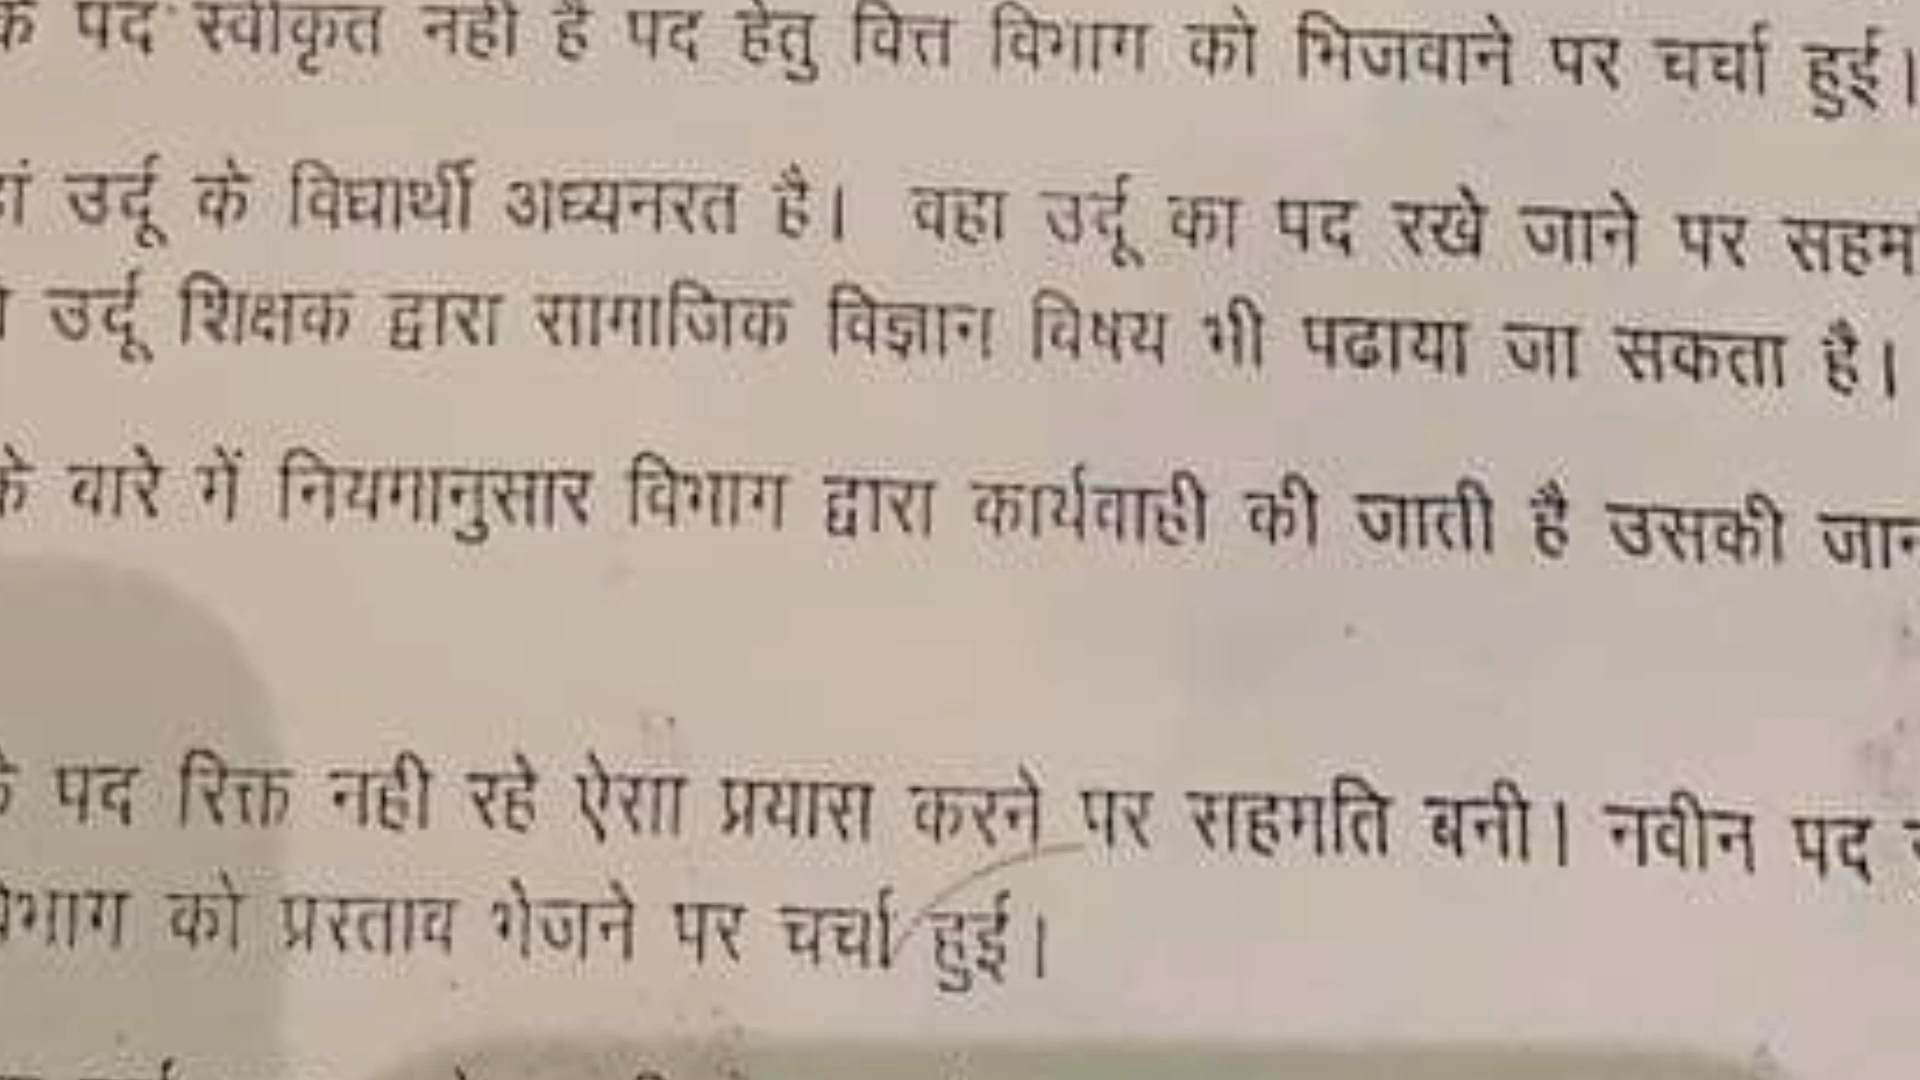 के पद स्वीकृत नही है पद हेतु वित्त विभाग को भिजवाने पर चर्चा हुई।
उर्दू के विघार्थी अध्यनरत है। वहा उर्दू का पद रखे जाने पर सहम
उर्दू शिक्षक द्वारा सामाजिक विज्ञान विषय भी पढाया जा सकता है।
के बारे में नियमानुसार विभाग द्वारा कार्यवाही की जाती है उसकी जान
पद रिक्त नही रहे ऐसा प्रयास करने पर सहमति बनी। नवीन पद
को प्रस्ताव भेजने पर चर्चा हुई।